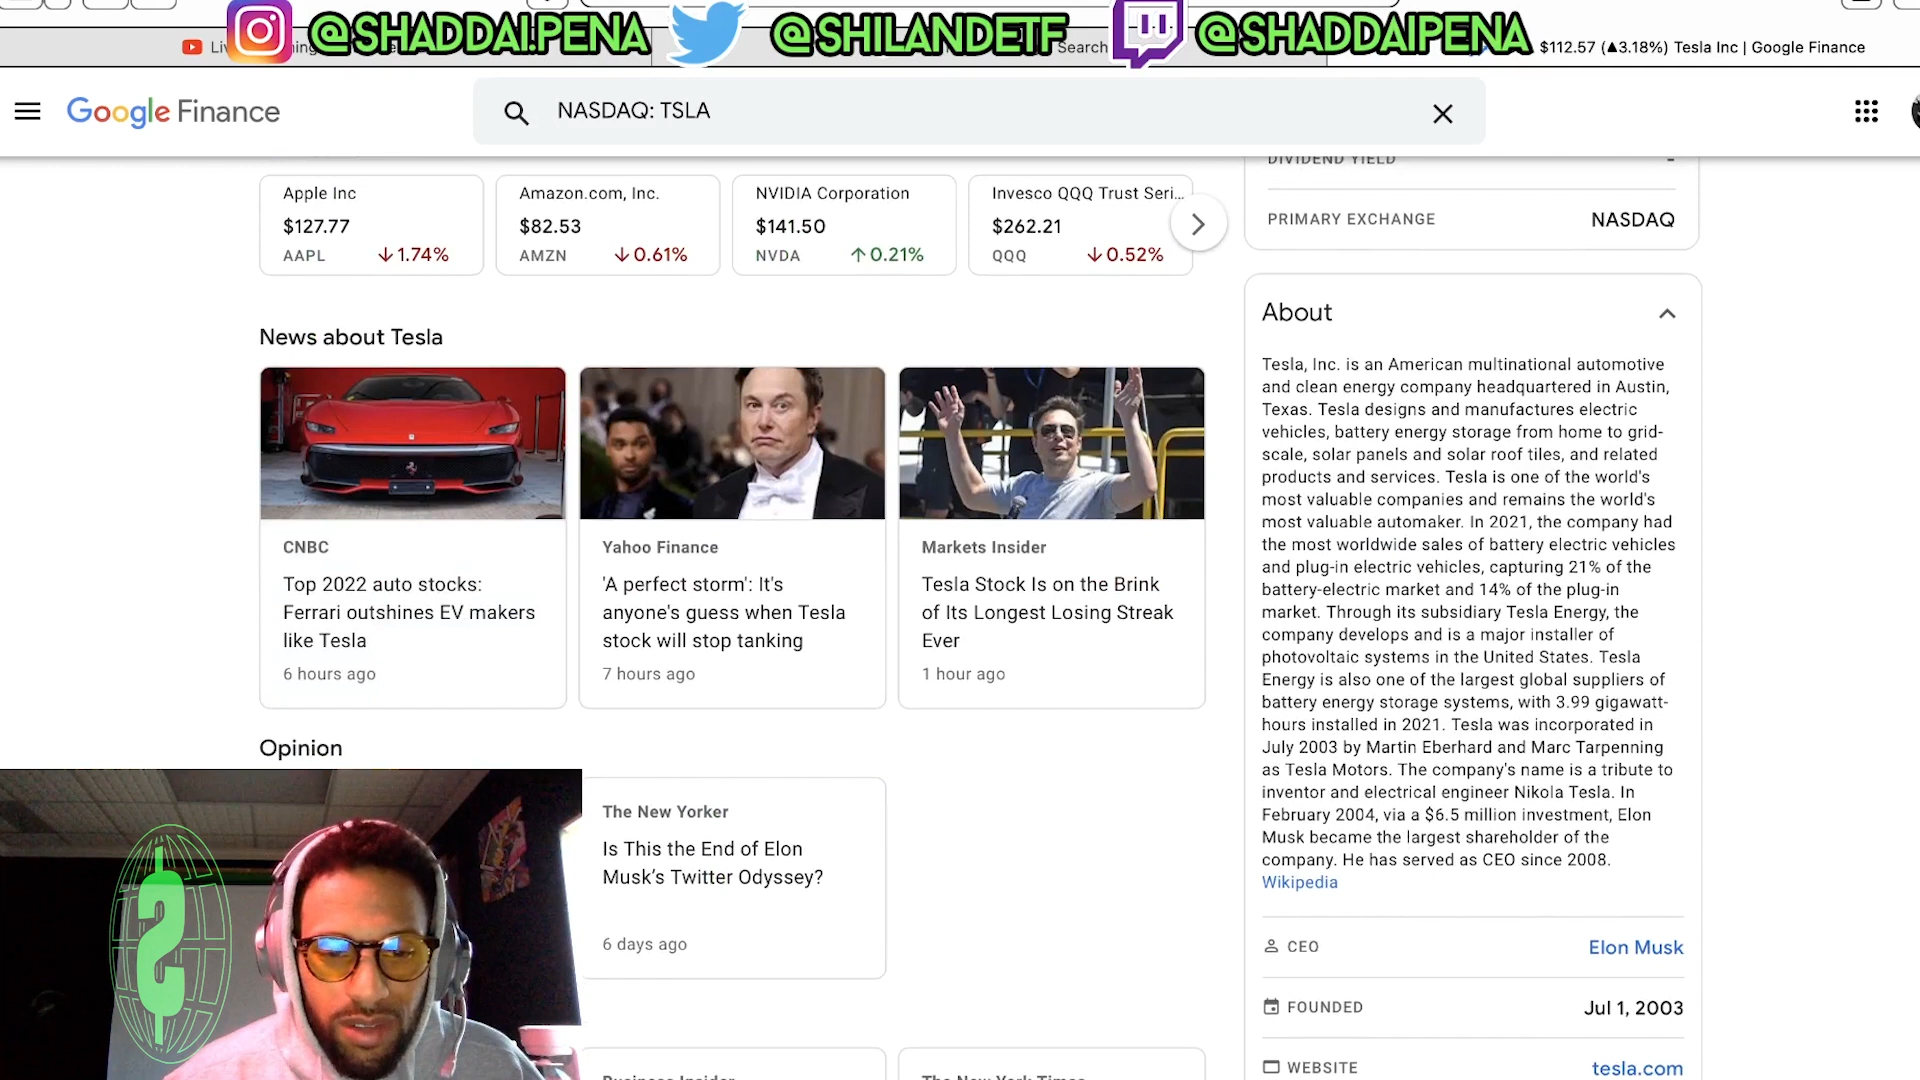 @SHADDAI.PENA
@SHILANDETF
@SHADDAIPENA
Search
$112.57 (▲3.18%) Tesla Inc | Google Finance
Google Finance
NASDAQ: TSLA
Apple Inc
$127.77
AAPL ↓1.74%
Amazon.com, Inc.
$82.53
AMZN ↓0.61%
NVIDIA Corporation
$141.50
NVDA ↑0.21%
Invesco QQQ Trust Seri...
$262.21
QQQ ↓0.52%
DIVIDEND YIELD -
PRIMARY EXCHANGE NASDAQ
News about Tesla
CNBC
Top 2022 auto stocks:
Ferrari outshines EV makers
like Tesla
6 hours ago
Yahoo Finance
'A perfect storm': It's
anyone's guess when Tesla
stock will stop tanking
7 hours ago
Markets Insider
Tesla Stock Is on the Brink
of Its Longest Losing Streak
Ever
1 hour ago
Opinion
The New Yorker
Is This the End of Elon
Musk’s Twitter Odyssey?
6 days ago
Business Insider
The New York Times
About
Tesla, Inc. is an American multinational automotive
and clean energy company headquartered in Austin,
Texas. Tesla designs and manufactures electric
vehicles, battery energy storage from home to grid-
scale, solar panels and solar roof tiles, and related
products and services. Tesla is one of the world's
most valuable companies and remains the world's
most valuable automaker. In 2021, the company had
the most worldwide sales of battery electric vehicles
and plug-in electric vehicles, capturing 21% of the
battery-electric market and 14% of the plug-in
market. Through its subsidiary Tesla Energy, the
company develops and is a major installer of
photovoltaic systems in the United States. Tesla
Energy is also one of the largest global suppliers of
battery energy storage systems, with 3.99 gigawatt-
hours installed in 2021. Tesla was incorporated in
July 2003 by Martin Eberhard and Marc Tarpenning
as Tesla Motors. The company's name is a tribute to
inventor and electrical engineer Nikola Tesla. In
February 2004, via a $6.5 million investment, Elon
Musk became the largest shareholder of the
company. He has served as CEO since 2008.
Wikipedia
CEO Elon Musk
FOUNDED Jul 1, 2003
WEBSITE tesla.com